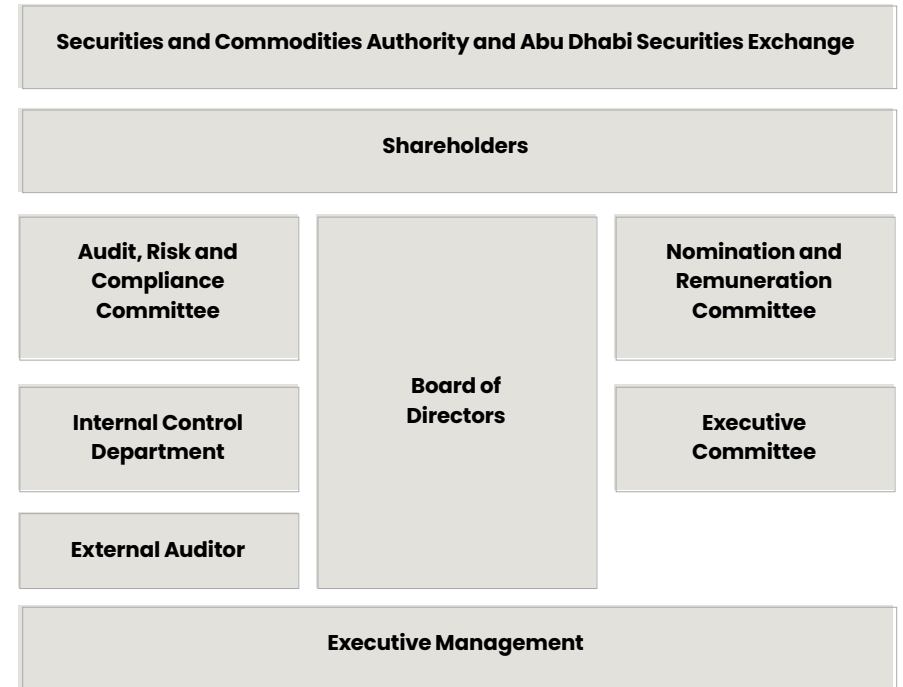 Securities and Commodities Authority and Abu Dhabi Securities Exchange
Shareholders
Audit, Risk and
Compliance
Committee
Internal Control
Department
External Auditor
Board of
Directors
Nomination and
Remuneration
Committee
Executive
Committee
Executive Management